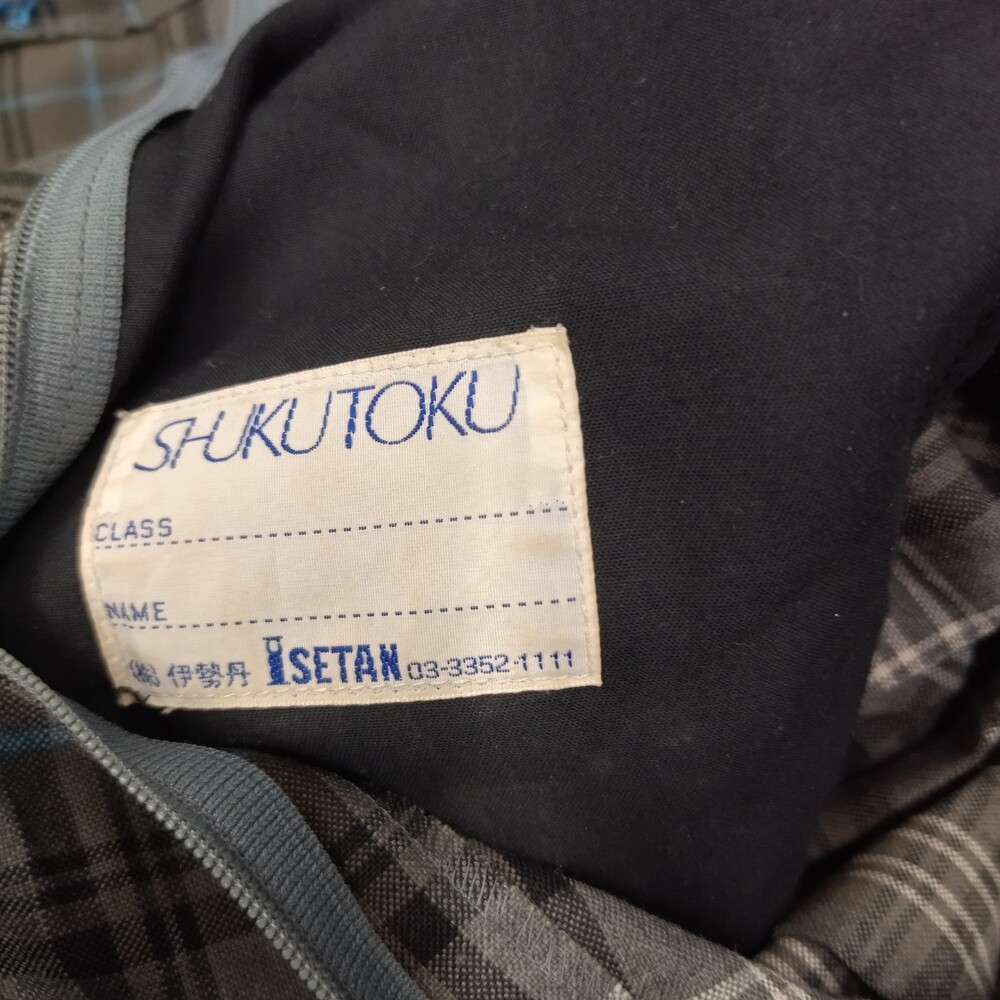 SHUKUTOKU
CLASS
NAME
(株) 伊勢丹 ISETAN 03-3352-1111